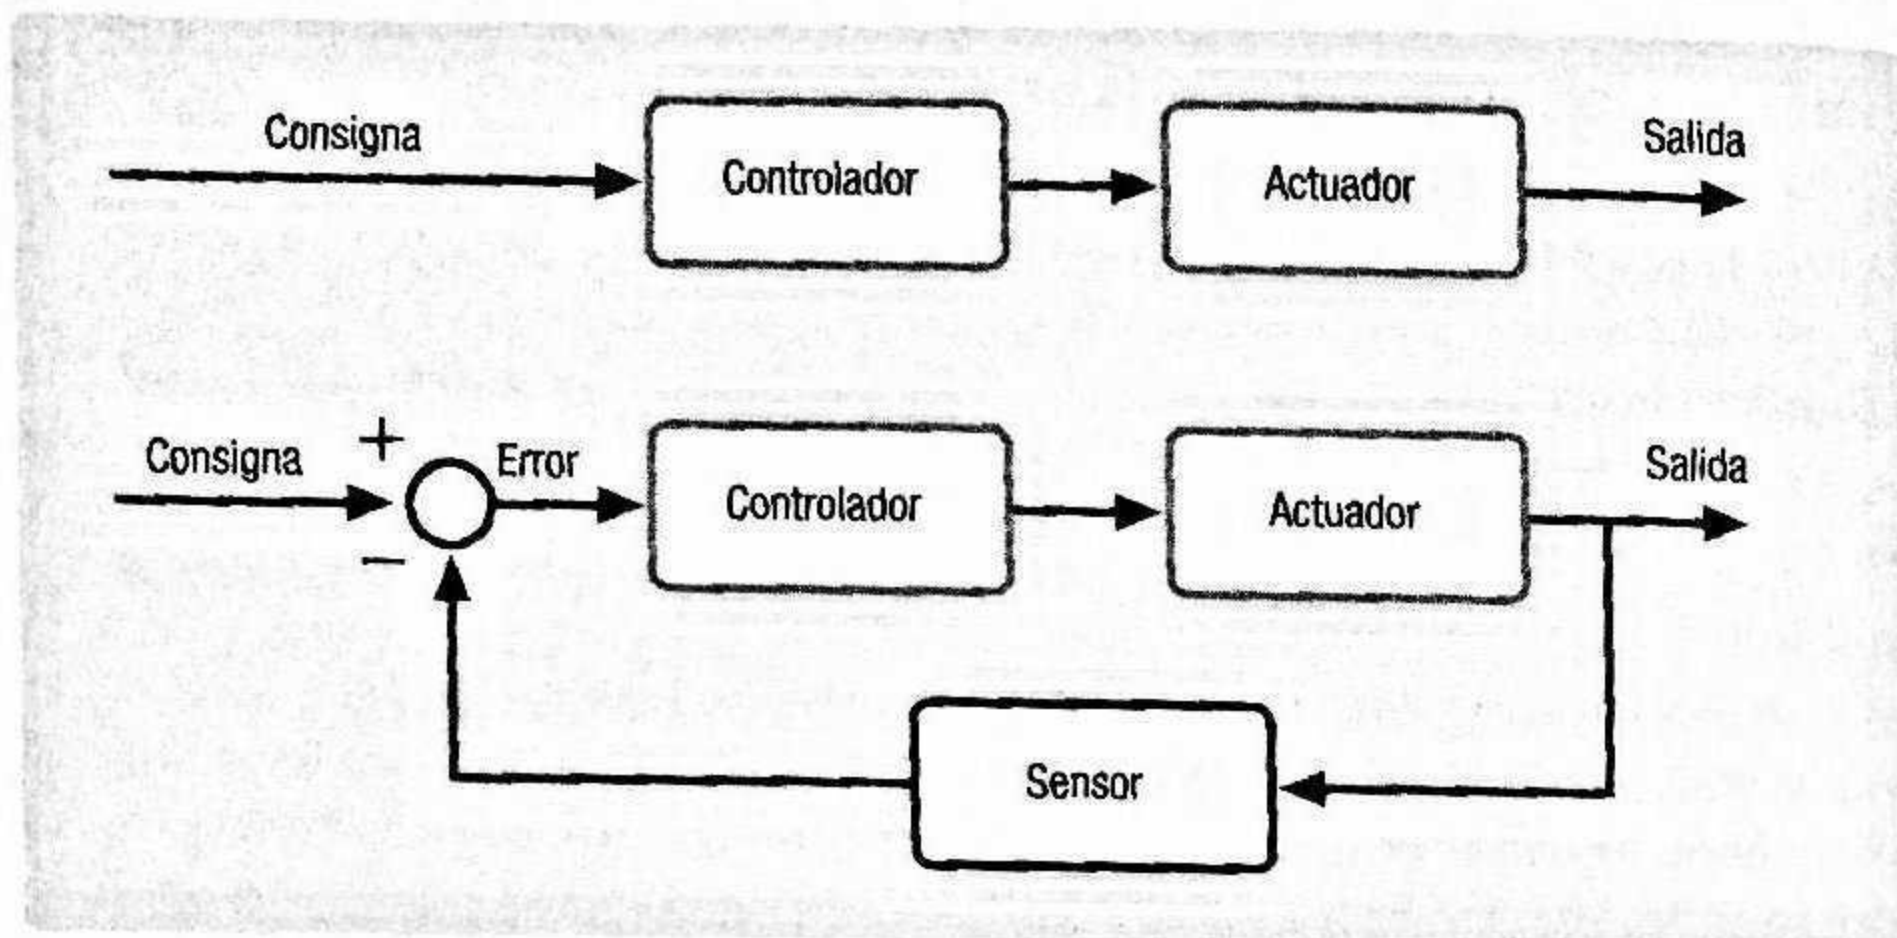 Consigna
Controlador
Actuador
Salida
Consigna
+
−
Error
Controlador
Actuador
Salida
Sensor